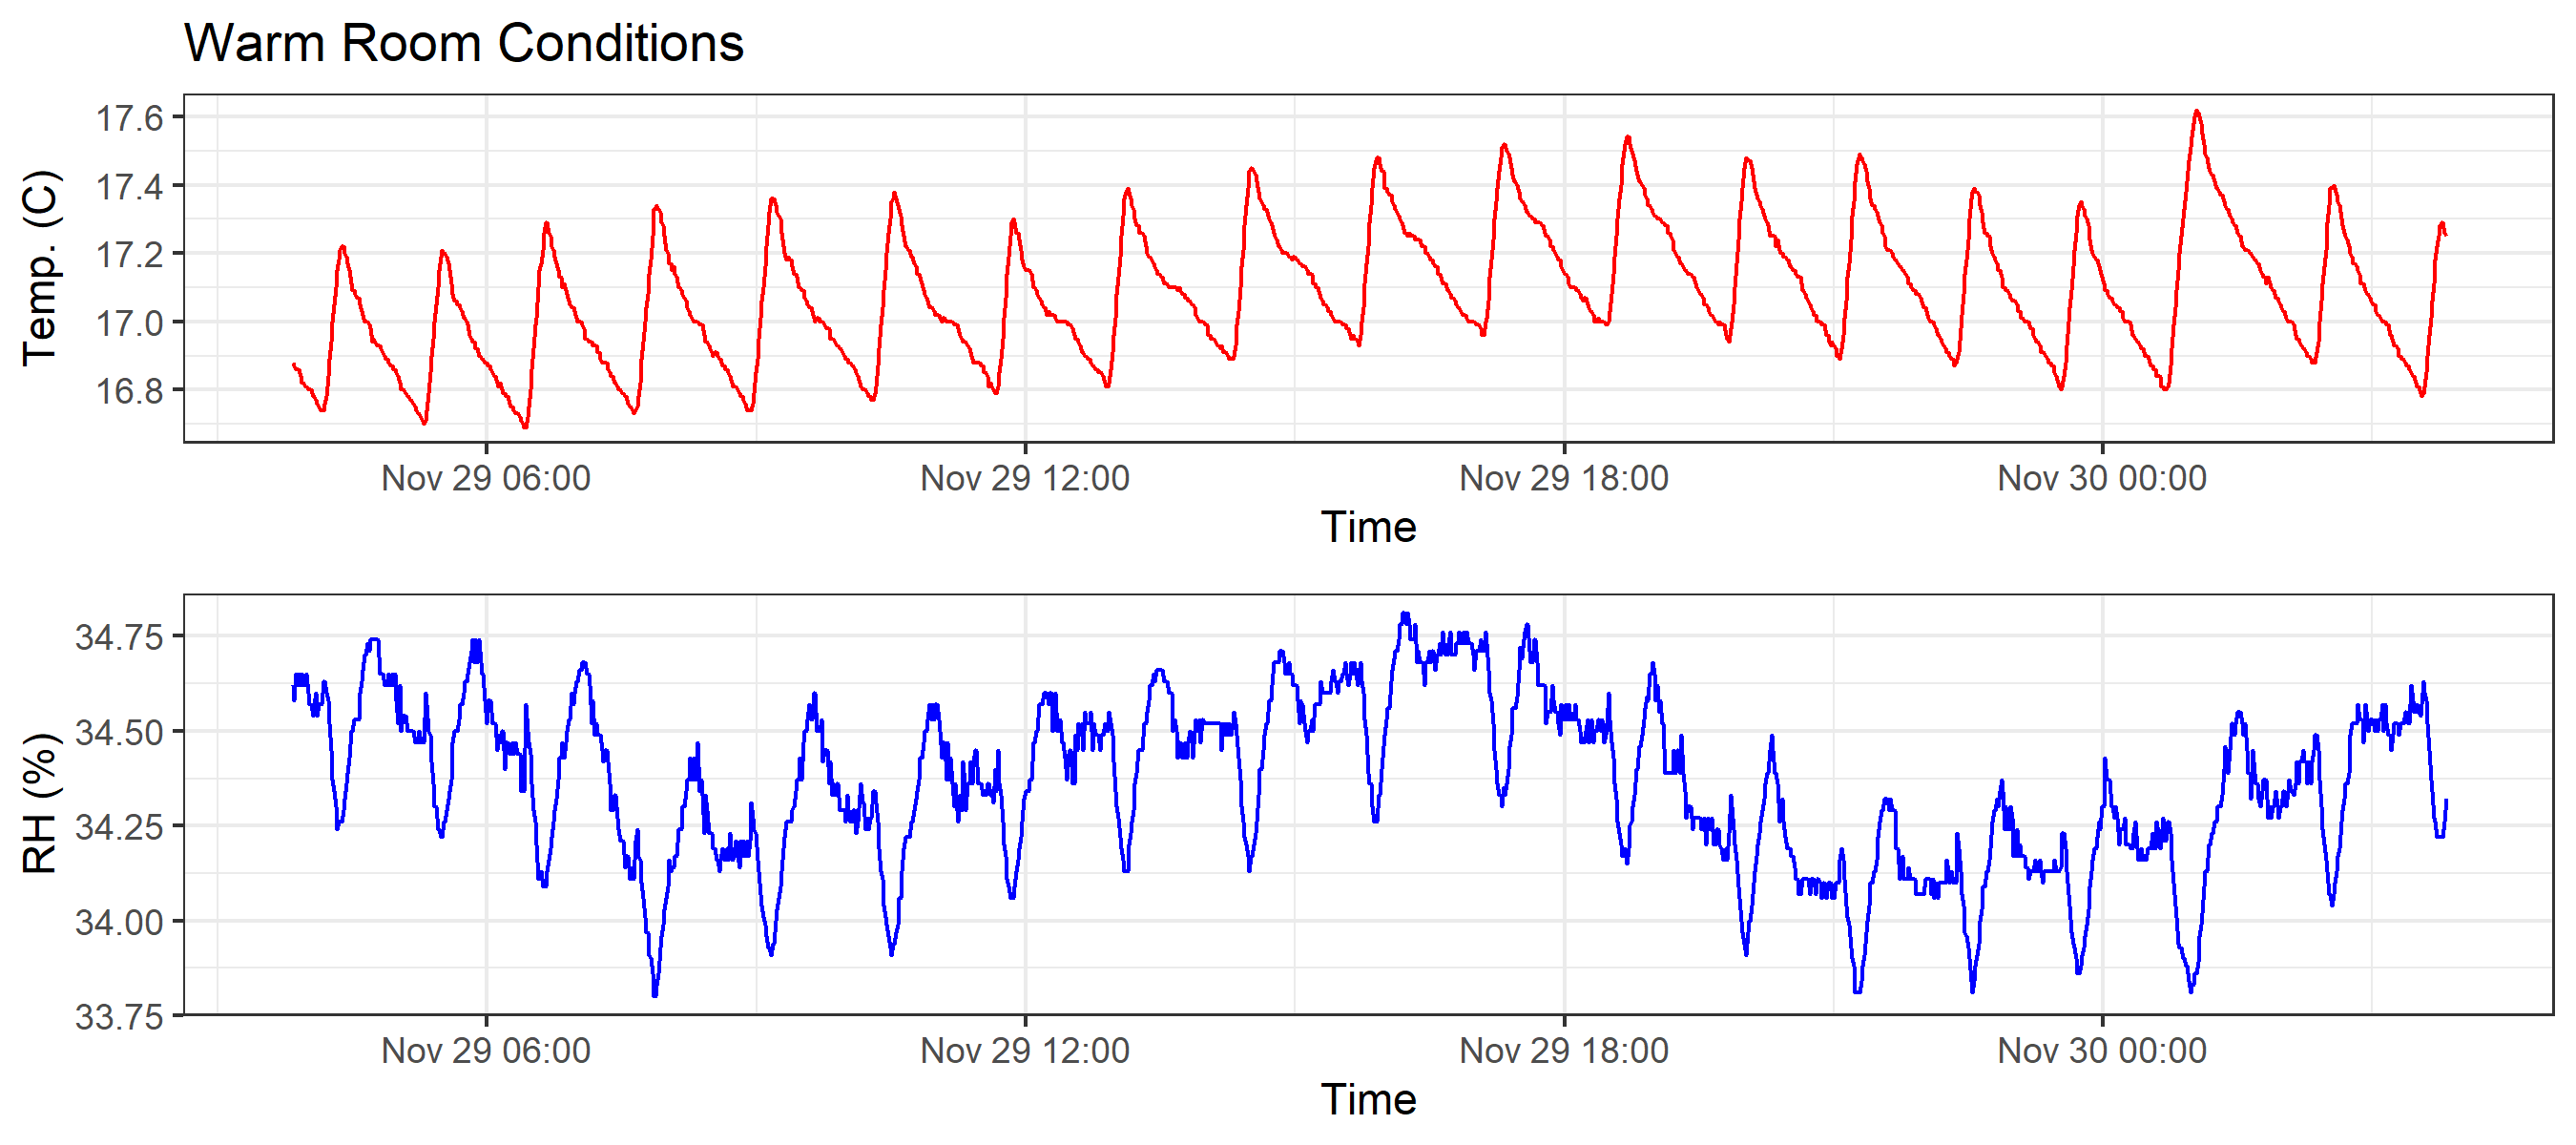 Warm Room Conditions
Temp. (C)
17.6
17.4
17.2
17.0
16.8
Nov 29 06:00 Nov 29 12:00 Nov 29 18:00 Nov 30 00:00
Time
RH (%)
34.75
34.50
34.25
34.00
33.75
Nov 29 06:00 Nov 29 12:00 Nov 29 18:00 Nov 30 00:00
Time